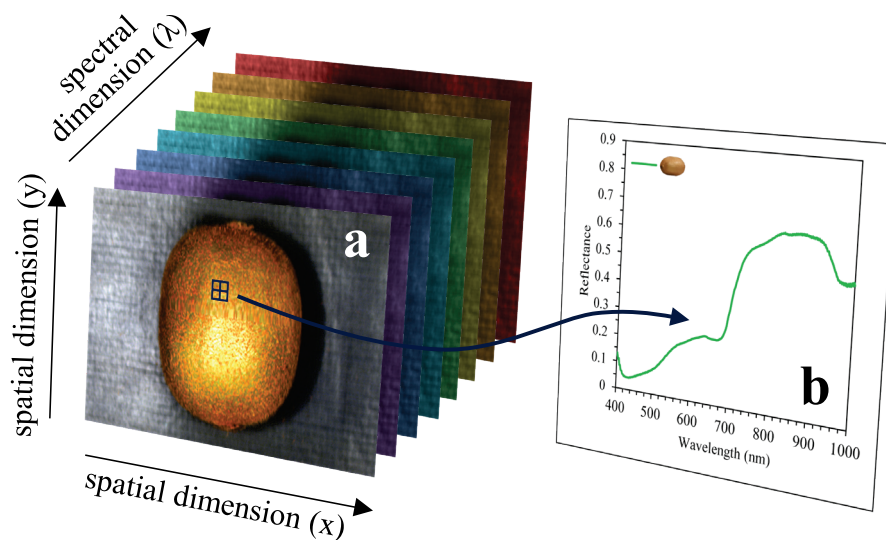 spectral
dimension (λ)
spatial dimension (y)
spatial dimension (x)
a
0.9
0.8
0.7
0.6
0.5
0.4
0.3
0.2
0.1
0
Reflectance
400 500 600 700 800 900 1000
Wavelength (nm)
b